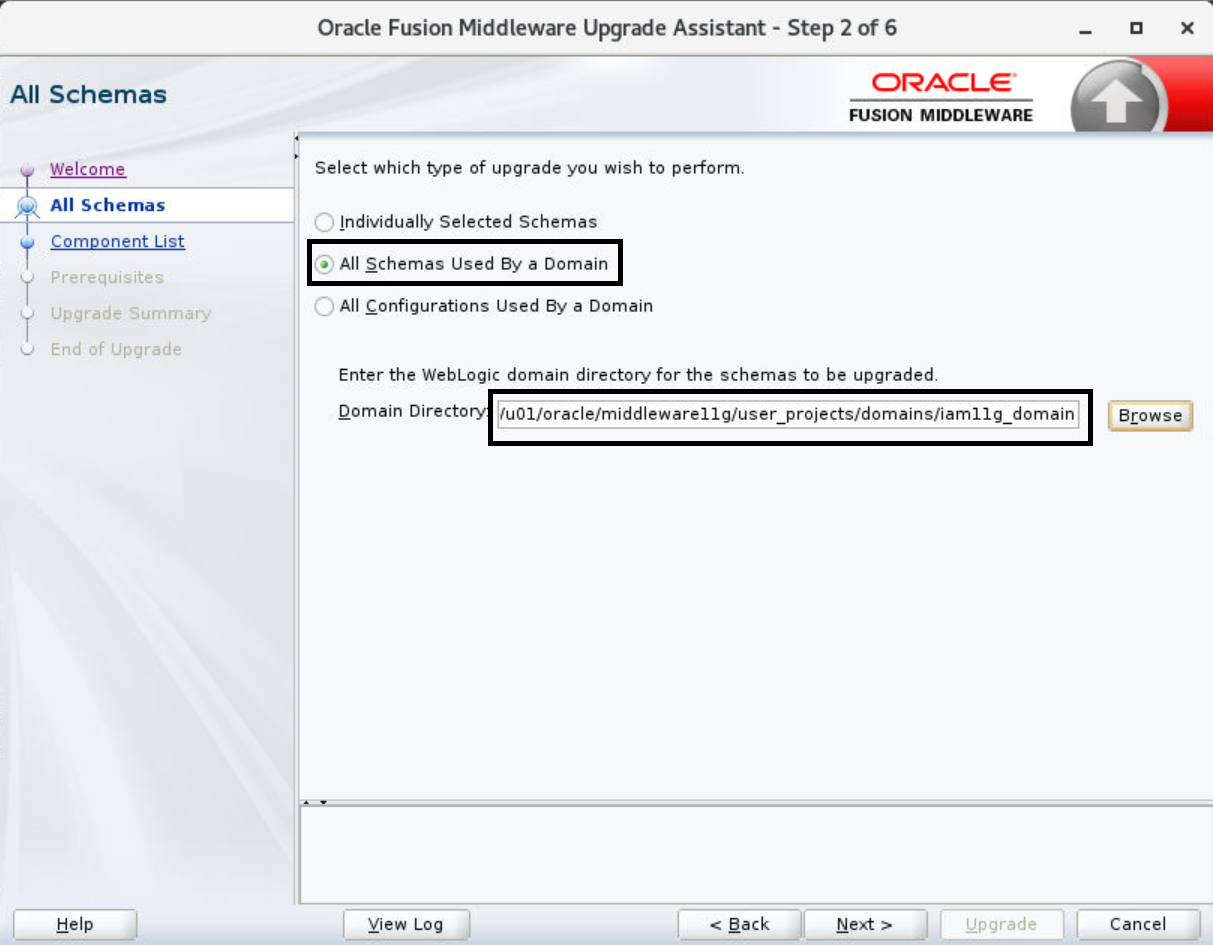 Oracle Fusion Middleware Upgrade Assistant - Step 2 of 6
All Schemas
ORACLE
FUSION MIDDLEWARE
Welcome
All Schemas
Component List
Prerequisites
Upgrade Summary
End of Upgrade
Select which type of upgrade you wish to perform.
Individually Selected Schemas
All Schemas Used By a Domain
All Configurations Used By a Domain
Enter the WebLogic domain directory for the schemas to be upgraded.
Domain Directory: /u01/oracle/middleware11g/user_projects/domains/iam11g_domain Browse
Help View Log < Back Next > Upgrade Cancel